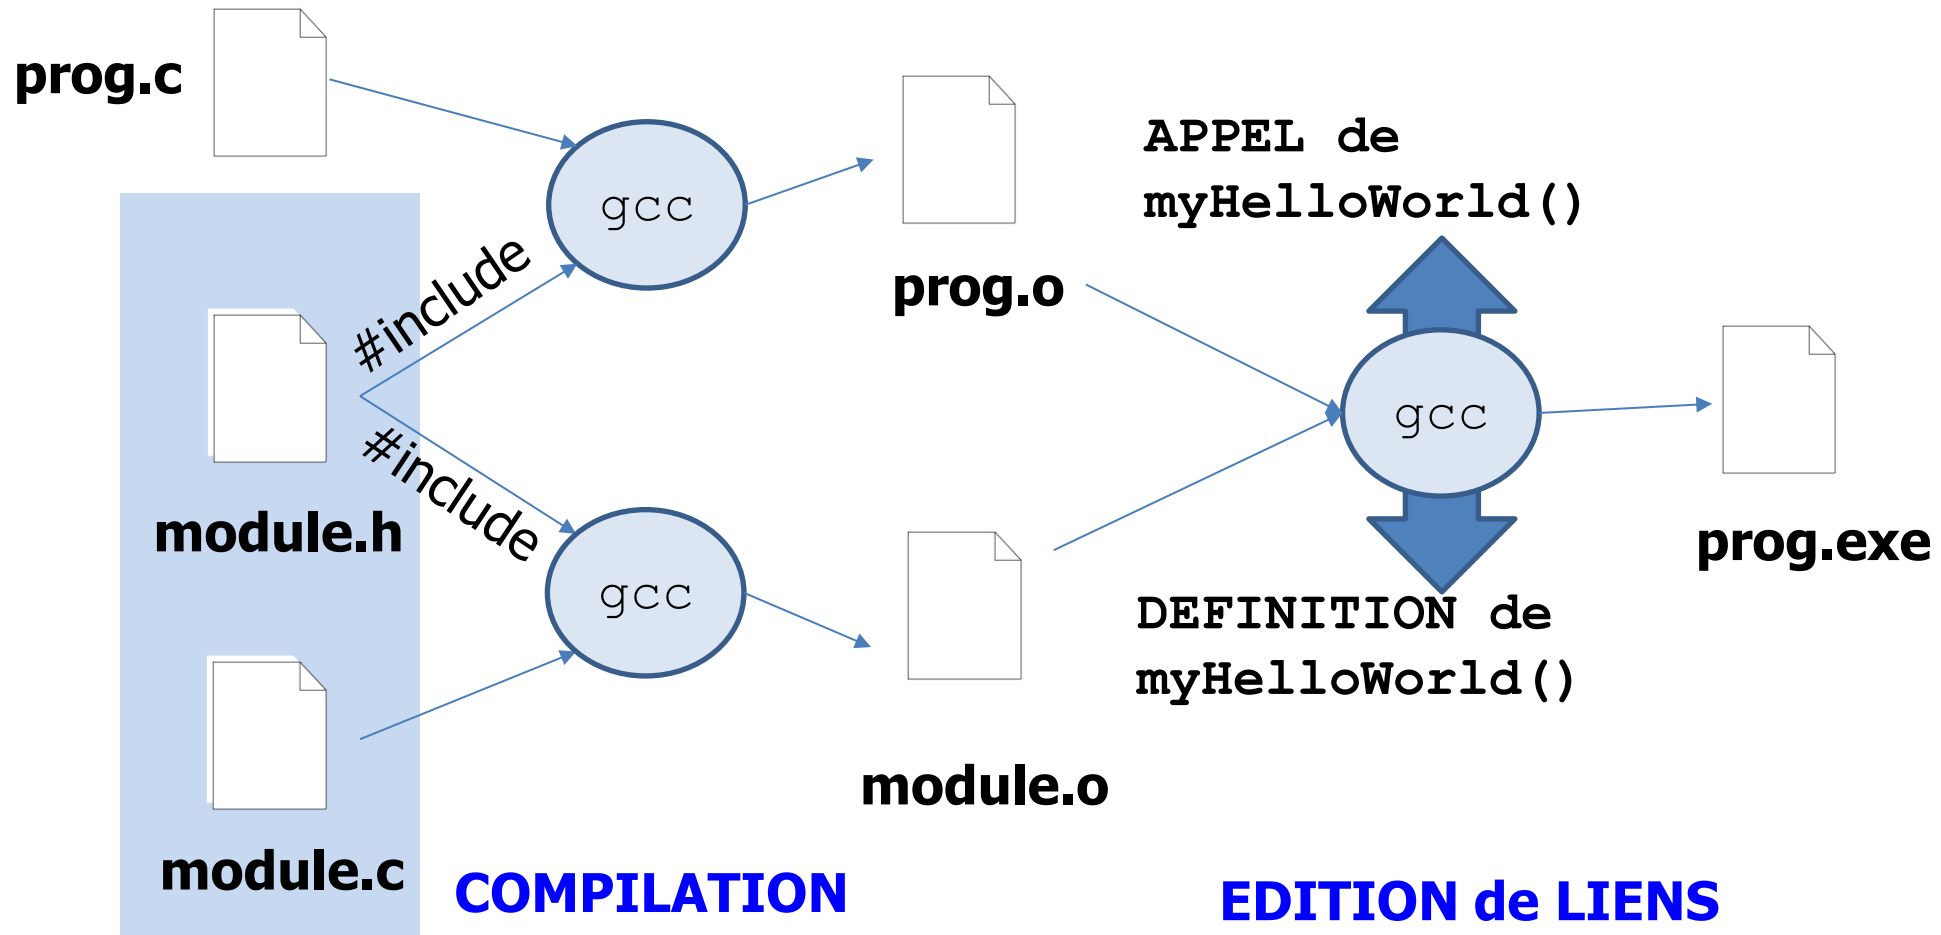 prog.c
gcc
#include
module.h
#include
gcc
module.c
prog.o
module.o
COMPILATION
APPEL de
myHelloWorld()
gcc
DEFINITION de
myHelloWorld()
prog.exe
EDITION de LIENS